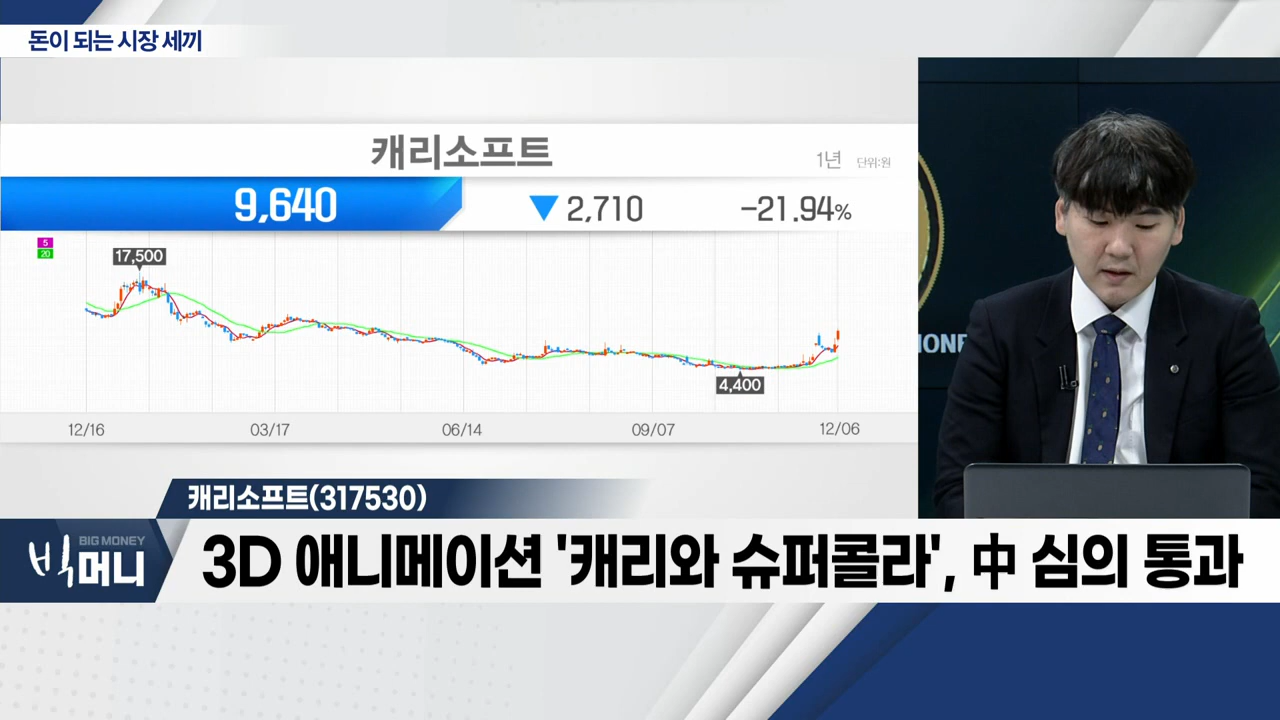 돈이 되는 시장 세끼
캐리소프트
1년 단위:원
9,640 ▼2,710 -21.94%
5
20
17,500
4,400
12/16 03/17 06/14 09/07 12/06
캐리소프트(317530)
BIG MONEY
빅머니
3D 애니메이션 '캐리와 슈퍼콜라', 中 심의 통과